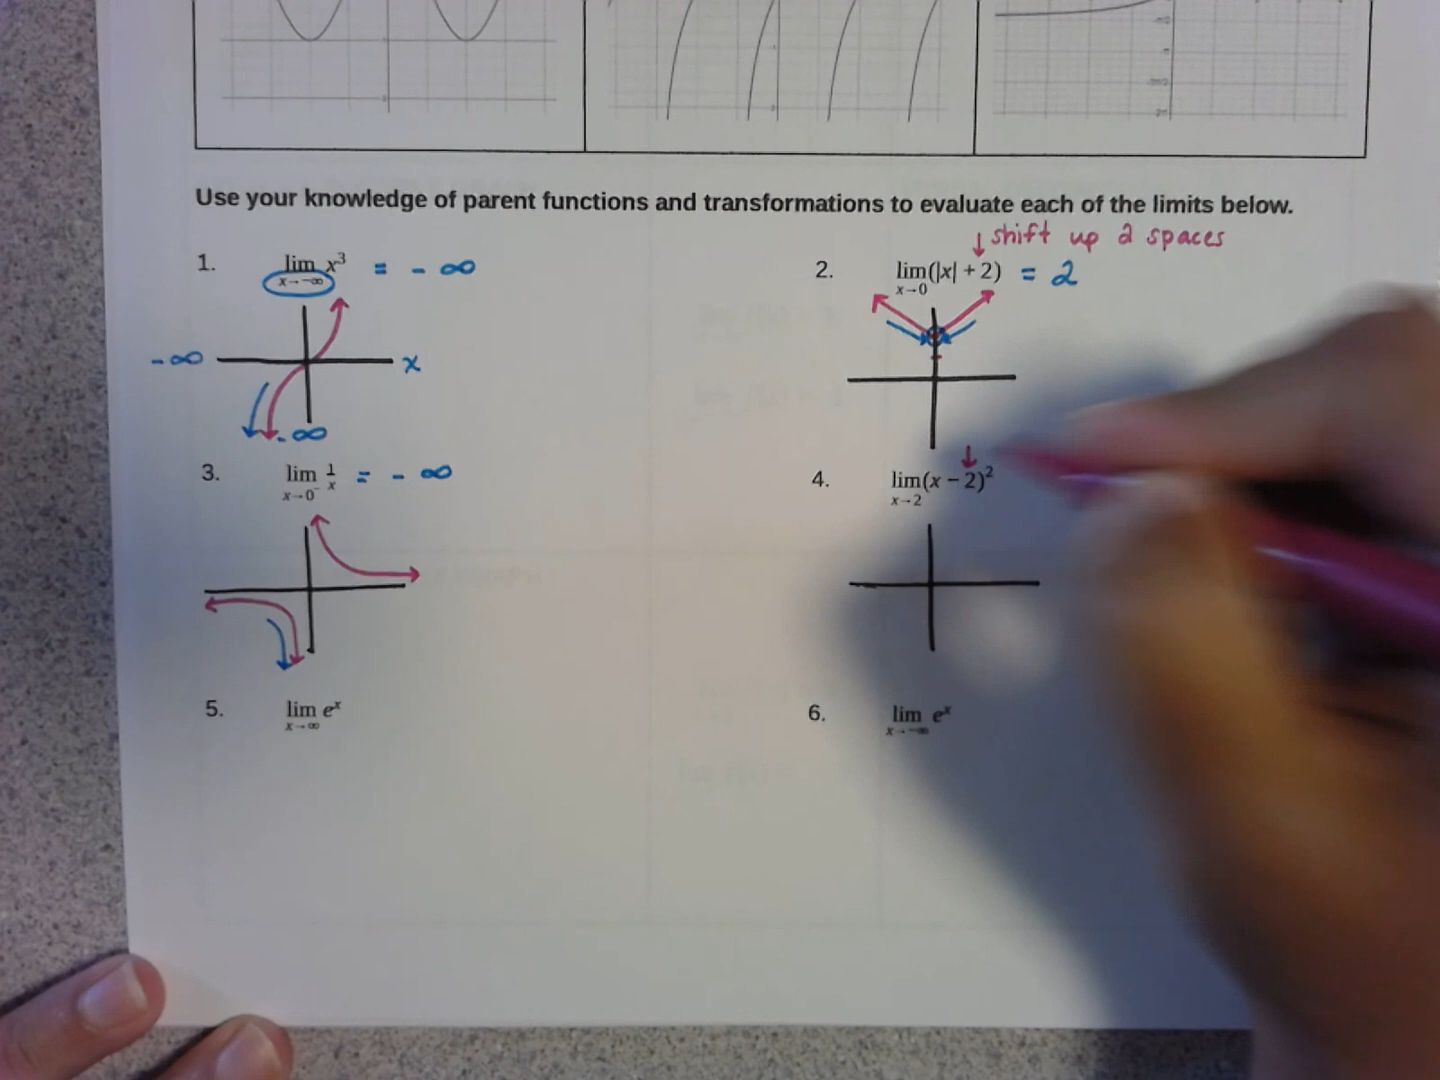 Use your knowledge of parent functions and transformations to evaluate each of the limits below.
↓ shift up 2 spaces
1. lim x→−∞ x³ = - ∞
2. lim x→0 (|x| + 2) = 2
-∞ x
-∞
3. lim x→0⁻ 1/x = - ∞
4. lim x→2 (x − 2)²
5. lim x→∞ eˣ
6. lim x→−∞ eˣ